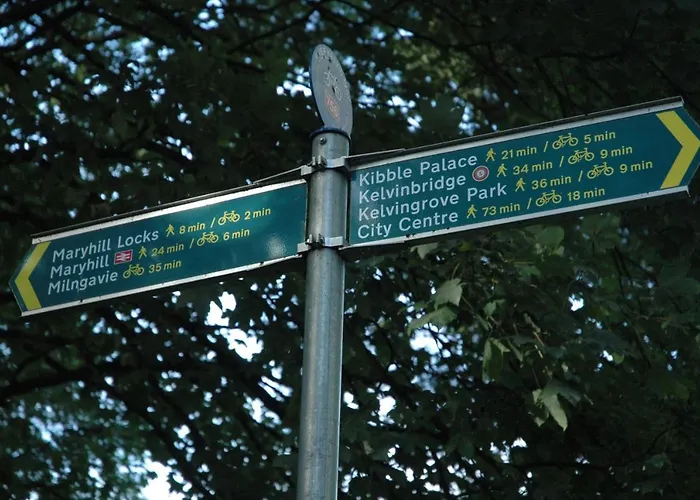 Maryhill Locks 8 min / 2 min
Maryhill 24 min / 6 min
Milngavie 35 min
Kibble Palace 21 min / 5 min
Kelvinbridge 34 min / 9 min
Kelvingrove Park 36 min / 9 min
City Centre 73 min / 18 min